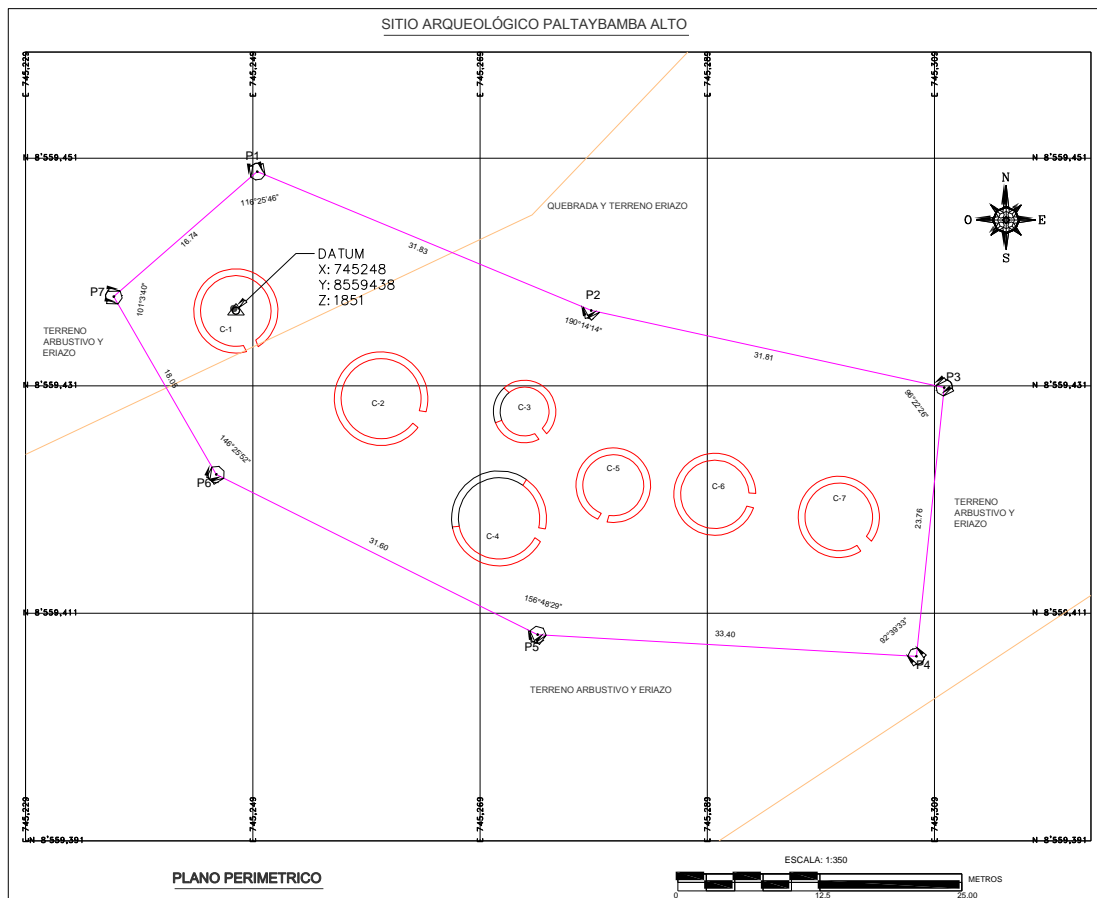 SITIO ARQUEOLÓGICO PALTAYBAMBA ALTO
E 745,229
E 745,249
E 745,269
E 745,289
E 745,309
N 8'559,451
N 8'559,451
P1
116°25'46"
QUEBRADA Y TERRENO ERIAZO
N
O
E
S
16.74
31.83
DATUM
X: 745248
Y: 8559438
Z: 1851
P7
101°3'40"
P2
190°14'14"
C-1
TERRENO
ARBUSTIVO Y
ERIAZO
31.81
18.08
N 8'559,431
N 8'559,431
P3
96°22'26"
C-2
C-3
146°25'52"
P6
C-5
C-6
C-7
C-4
TERRENO
ARBUSTIVO Y
ERIAZO
23.76
31.60
156°48'29"
N 8'559,411
N 8'559,411
P5
33.40
92°39'33"
P4
TERRENO ARBUSTIVO Y ERIAZO
E 745,229
E 745,249
E 745,269
E 745,289
E 745,309
N 8'559,391
N 8'559,391
PLANO PERIMETRICO
ESCALA: 1:350
METROS
0
12.5
25.00